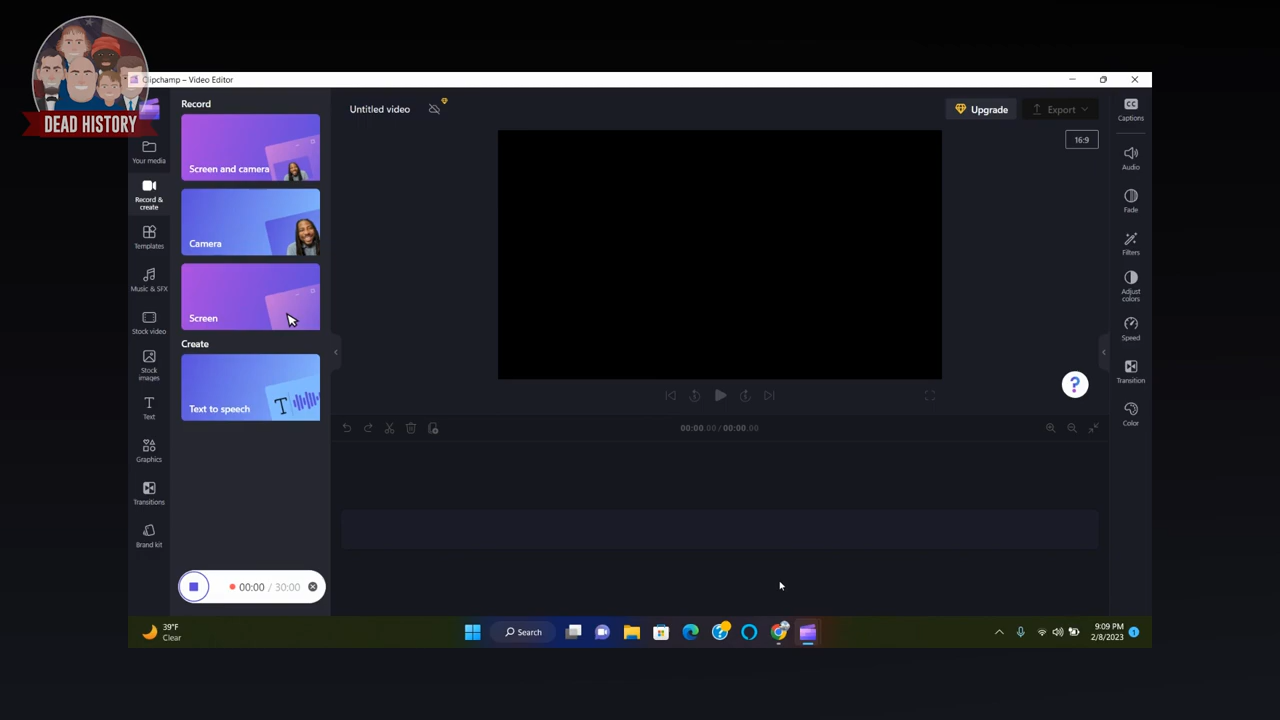 Clipchamp – Video Editor
DEAD HISTORY
Your media
Record &
create
Templates
Music & SFX
Stock video
Stock
images
Text
Graphics
Transitions
Brand kit
Record
Screen and camera
Camera
Screen
Create
Text to speech
T
00:00 / 30:00
Untitled video
Upgrade
Export
16:9
?
00:00.00 / 00:00.00
CC
Captions
Audio
Fade
Filters
Adjust
colors
Speed
Transition
Color
39°F
Clear
Search
9:09 PM
2/8/2023
1